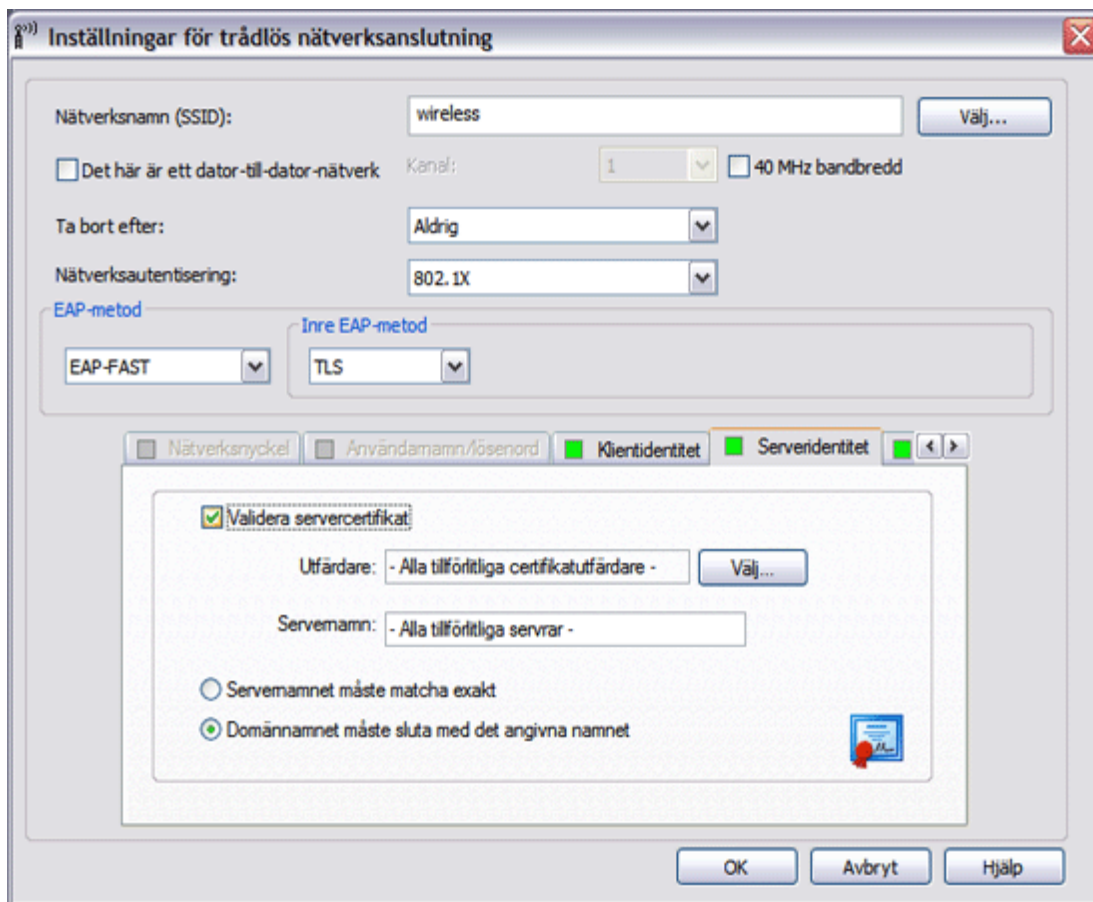 Inställningar för trådlös nätverksanslutning
Nätverksnamn (SSID): wireless Välj...
Det här är ett dator-till-dator-nätverk Kanal: 1 40 MHz bandbredd
Ta bort efter: Aldrig
Nätverksautentisering: 802.1X
EAP-metod
Inre EAP-metod
EAP-FAST TLS
Nätverksnyckel Användarnamn/lösenord Klientidentitet Serveridentitet
Validera servercertifikat
Utfärdare: - Alla tillförlitliga certifikatutfärdare - Välj...
Servernamn: - Alla tillförlitliga servrar -
Servernamnet måste matcha exakt
Domännamnet måste sluta med det angivna namnet
OK Avbryt Hjälp